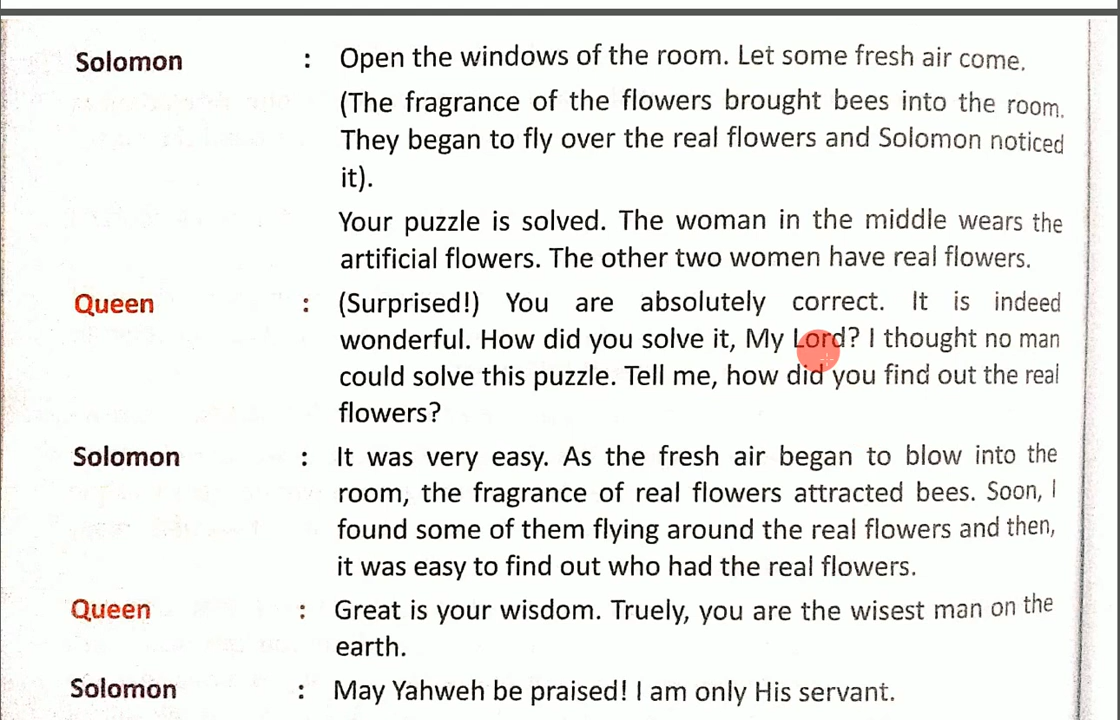 Solomon : Open the windows of the room. Let some fresh air come.
(The fragrance of the flowers brought bees into the room.
They began to fly over the real flowers and Solomon noticed
it).
Your puzzle is solved. The woman in the middle wears the
artificial flowers. The other two women have real flowers.
Queen : (Surprised!) You are absolutely correct. It is indeed
wonderful. How did you solve it, My Lord? I thought no man
could solve this puzzle. Tell me, how did you find out the real
flowers?
Solomon : It was very easy. As the fresh air began to blow into the
room, the fragrance of real flowers attracted bees. Soon, I
found some of them flying around the real flowers and then,
it was easy to find out who had the real flowers.
Queen : Great is your wisdom. Truely, you are the wisest man on the
earth.
Solomon : May Yahweh be praised! I am only His servant.